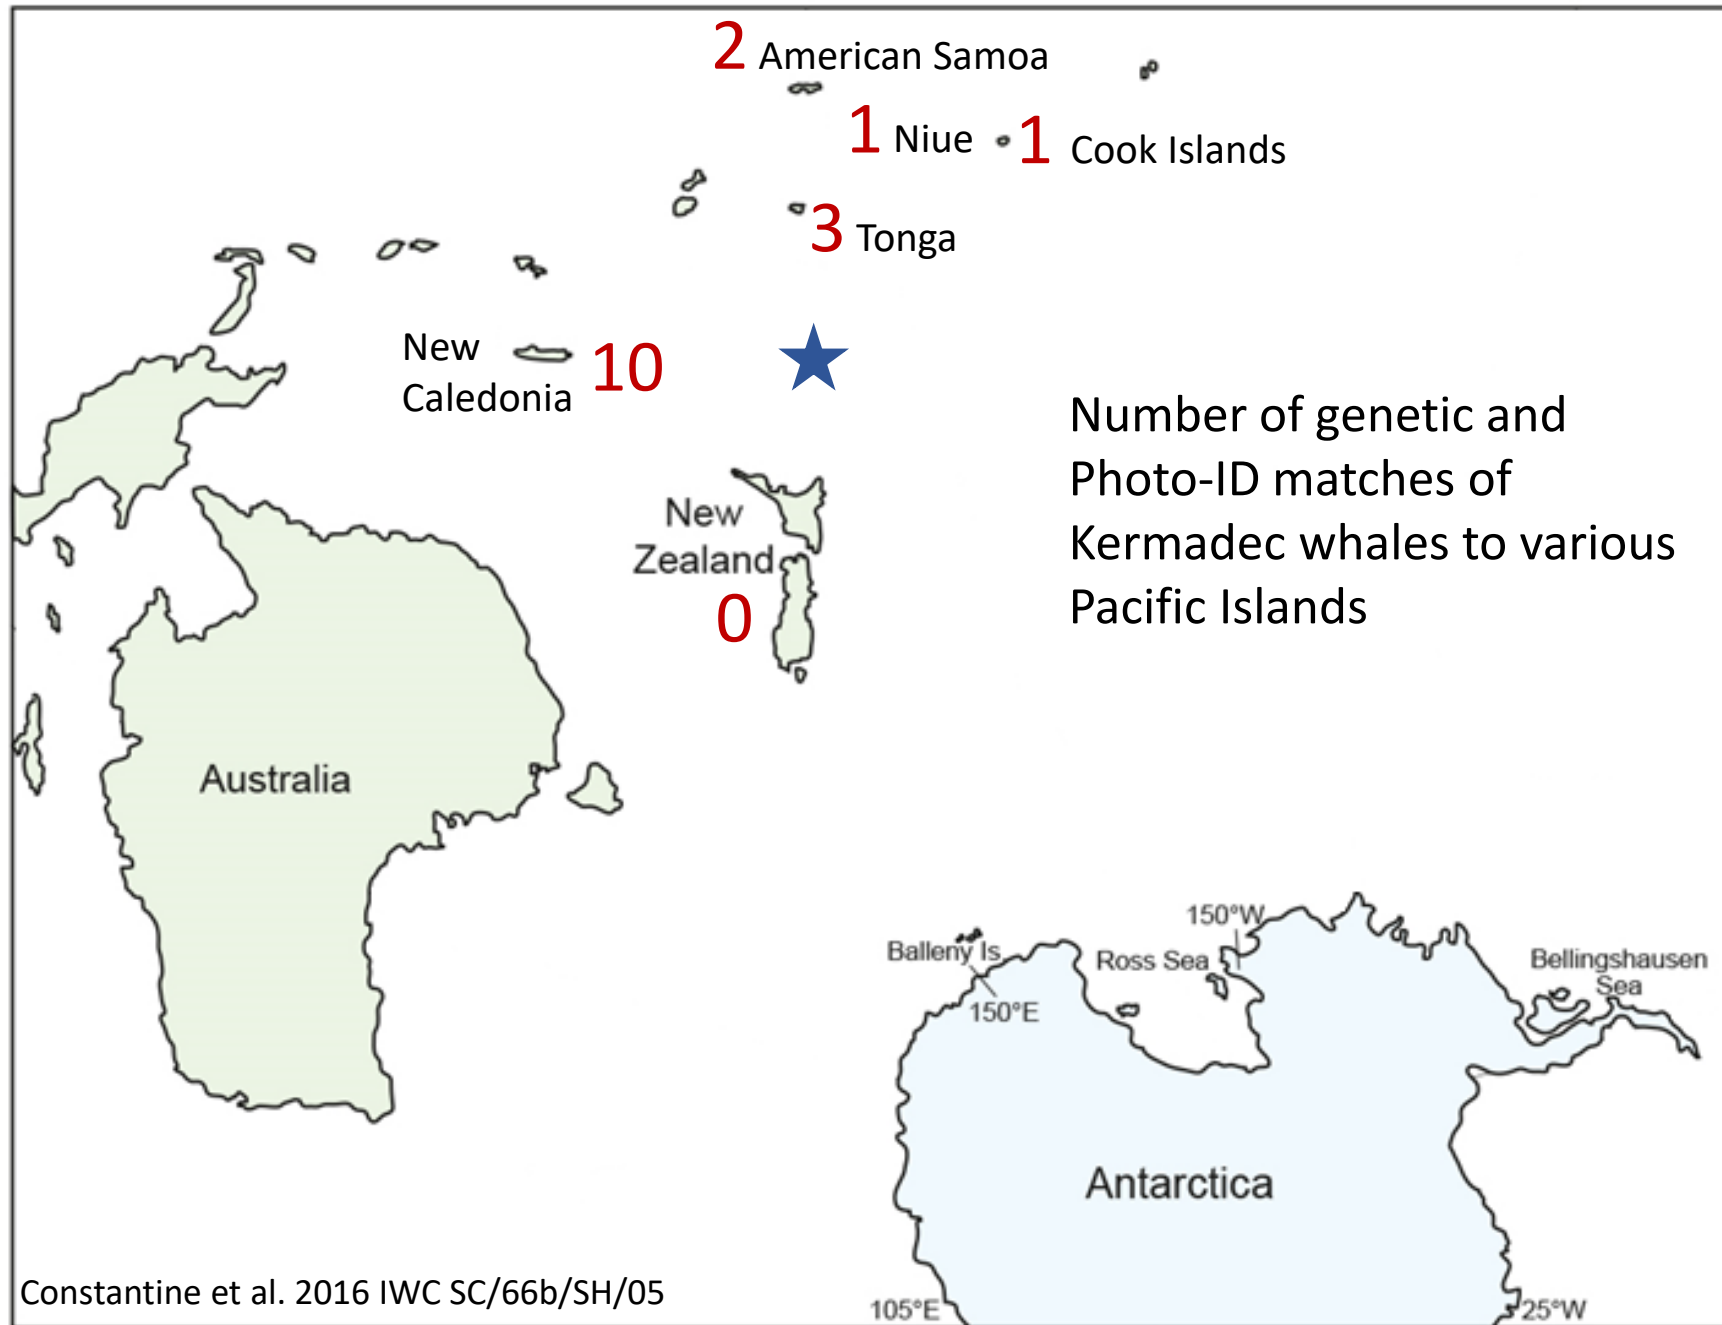 2 American Samoa
1 Niue
1 Cook Islands
3 Tonga
New
Caledonia
10
New
Zealand
0
Number of genetic and
Photo-ID matches of
Kermadec whales to various
Pacific Islands
Australia
150°W
Balleny Is
Ross Sea
Bellingshausen
Sea
150°E
Antarctica
Constantine et al. 2016 IWC SC/66b/SH/05
105°E
25°W